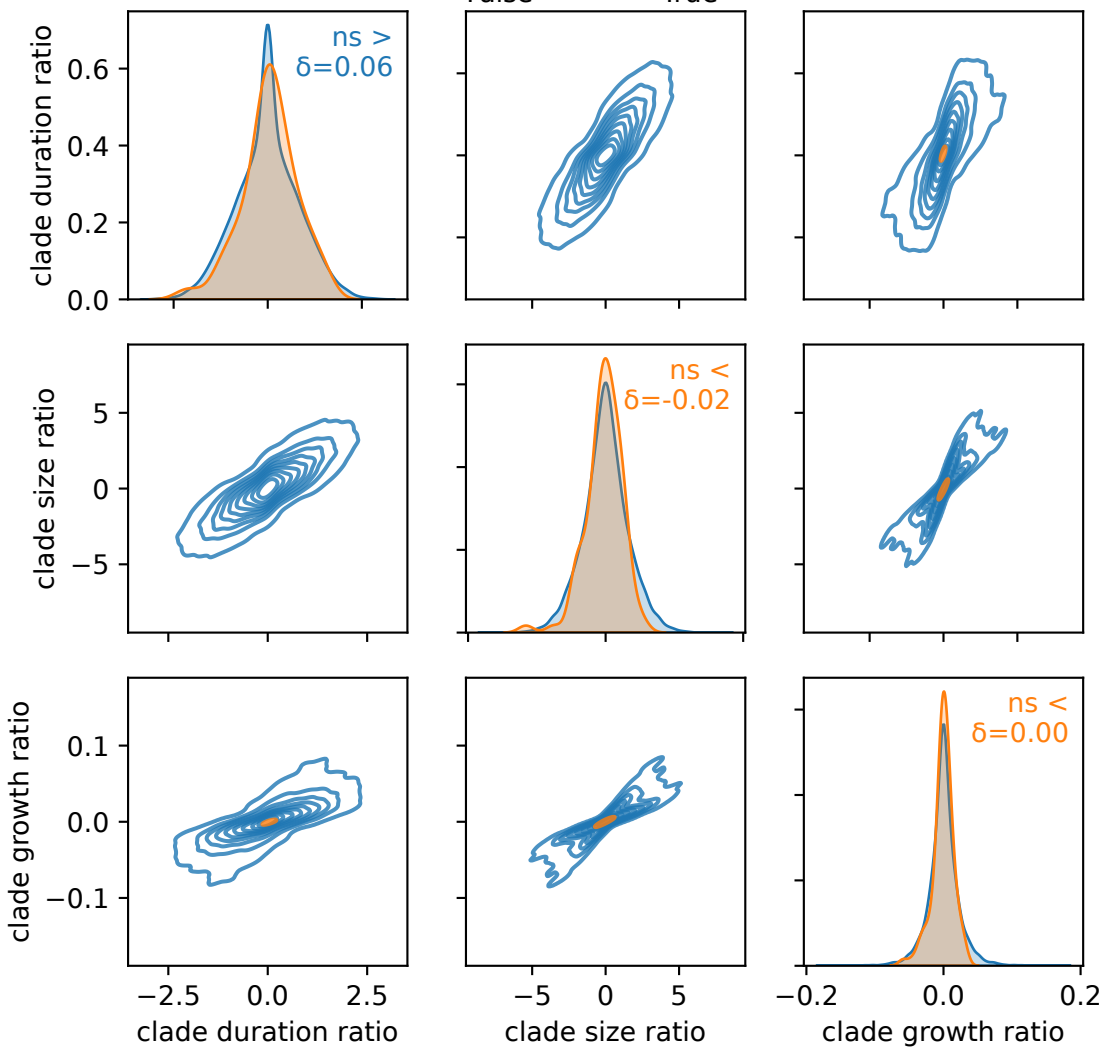 clade duration ratio
0.6
0.4
0.2
0.0
ns >
δ=0.06
clade size ratio
5
0
−5
ns <
δ=-0.02
clade growth ratio
0.1
0.0
−0.1
ns <
δ=0.00
−2.5 0.0 2.5
−5 0 5
−0.2 0.0 0.2
clade duration ratio
clade size ratio
clade growth ratio